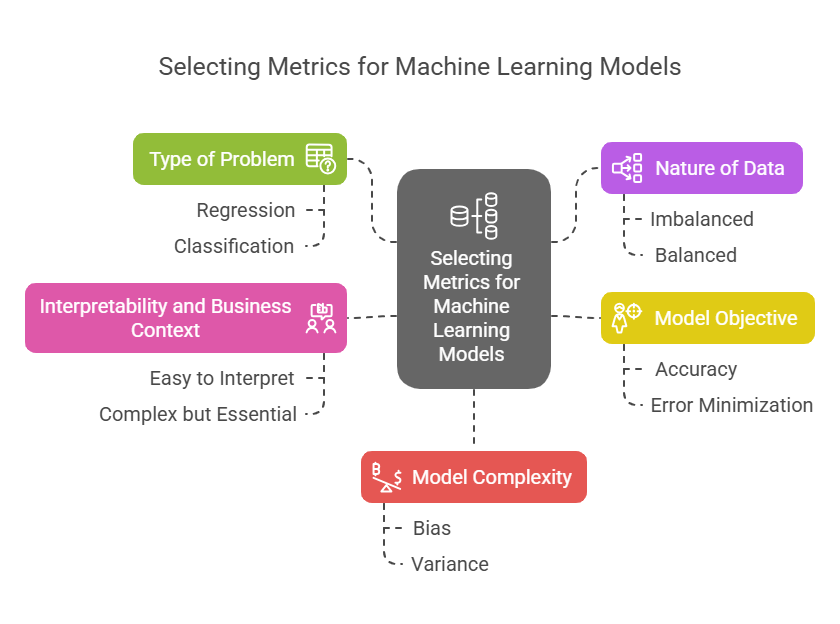 Selecting Metrics for Machine Learning Models
Type of Problem
Regression
Classification
Interpretability and Business
Context
Easy to Interpret
Complex but Essential
Selecting
Metrics for
Machine
Learning
Models
Nature of Data
Imbalanced
Balanced
Model Objective
Accuracy
Error Minimization
Model Complexity
Bias
Variance